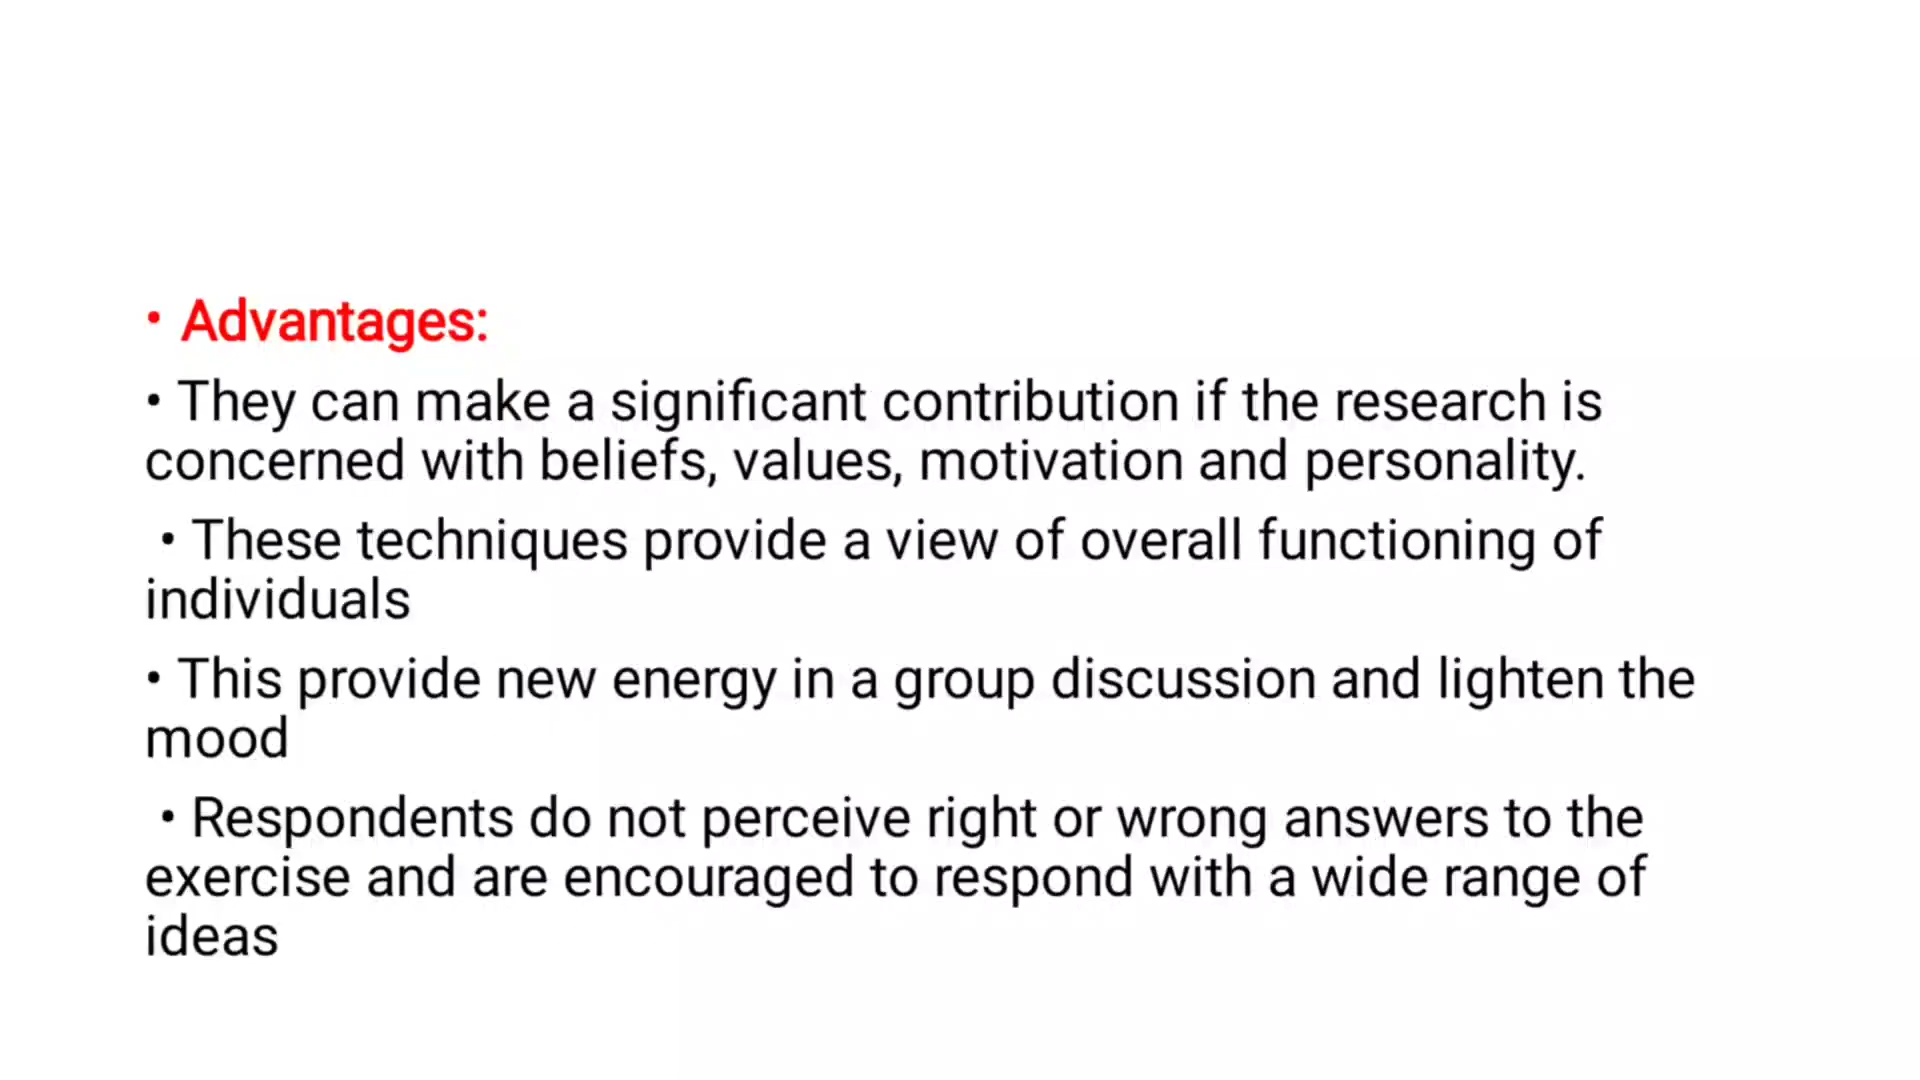 • Advantages:
• They can make a significant contribution if the research is
concerned with beliefs, values, motivation and personality.
• These techniques provide a view of overall functioning of
individuals
• This provide new energy in a group discussion and lighten the
mood
• Respondents do not perceive right or wrong answers to the
exercise and are encouraged to respond with a wide range of
ideas